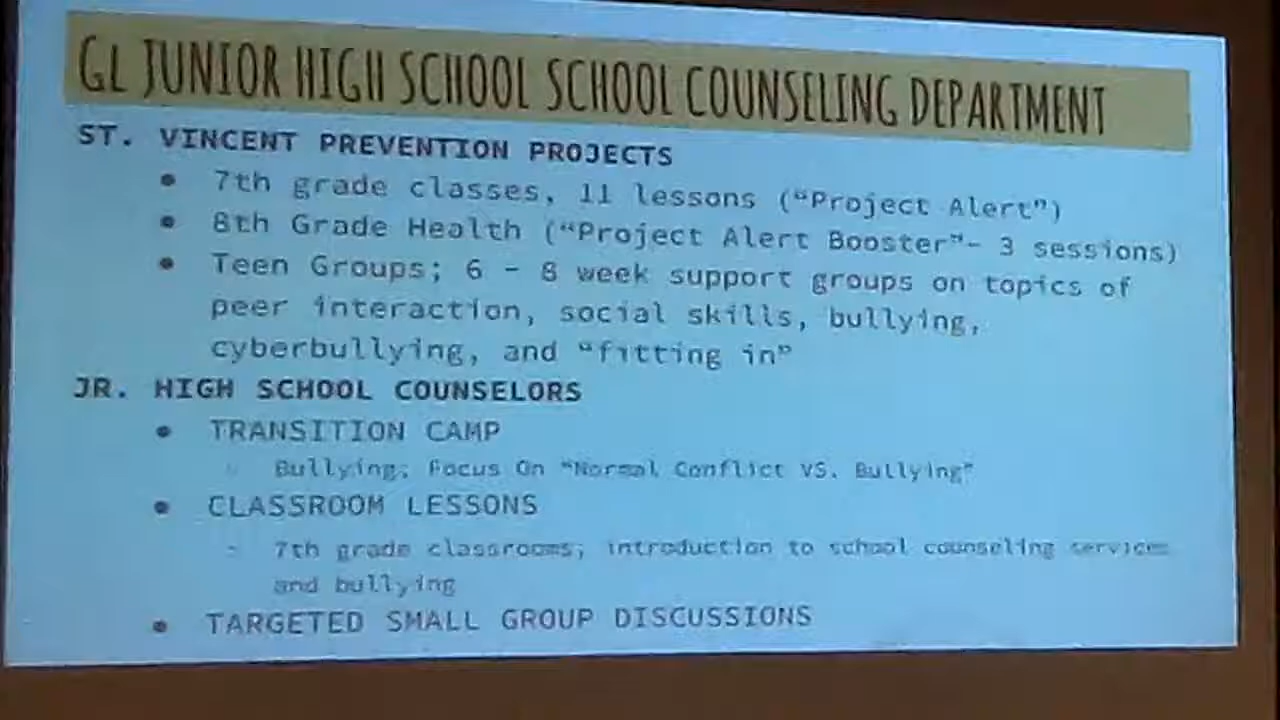 GL JUNIOR HIGH SCHOOL SCHOOL COUNSELING DEPARTMENT
ST. VINCENT PREVENTION PROJECTS
● 7th grade classes, 11 lessons (“Project Alert”)
● 8th Grade Health (“Project Alert Booster”- 3 sessions)
● Teen Groups; 6 - 8 week support groups on topics of
peer interaction, social skills, bullying,
cyberbullying, and “fitting in”
JR. HIGH SCHOOL COUNSELORS
● TRANSITION CAMP
○ Bullying; Focus On “Normal Conflict VS. Bullying”
● CLASSROOM LESSONS
○ 7th grade classrooms; introduction to school counseling services
and bullying
● TARGETED SMALL GROUP DISCUSSIONS